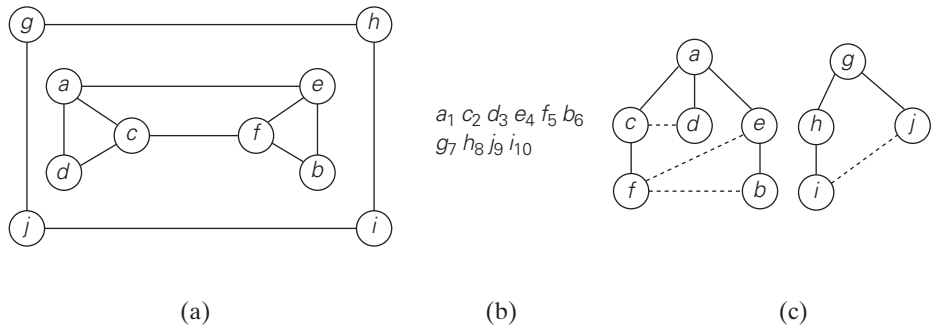 g h
a e
c f
d b
j i
a₁ c₂ d₃ e₄ f₅ b₆
g₇ h₈ j₉ i₁₀
a g
c d e h j
f b i
(a) (b) (c)